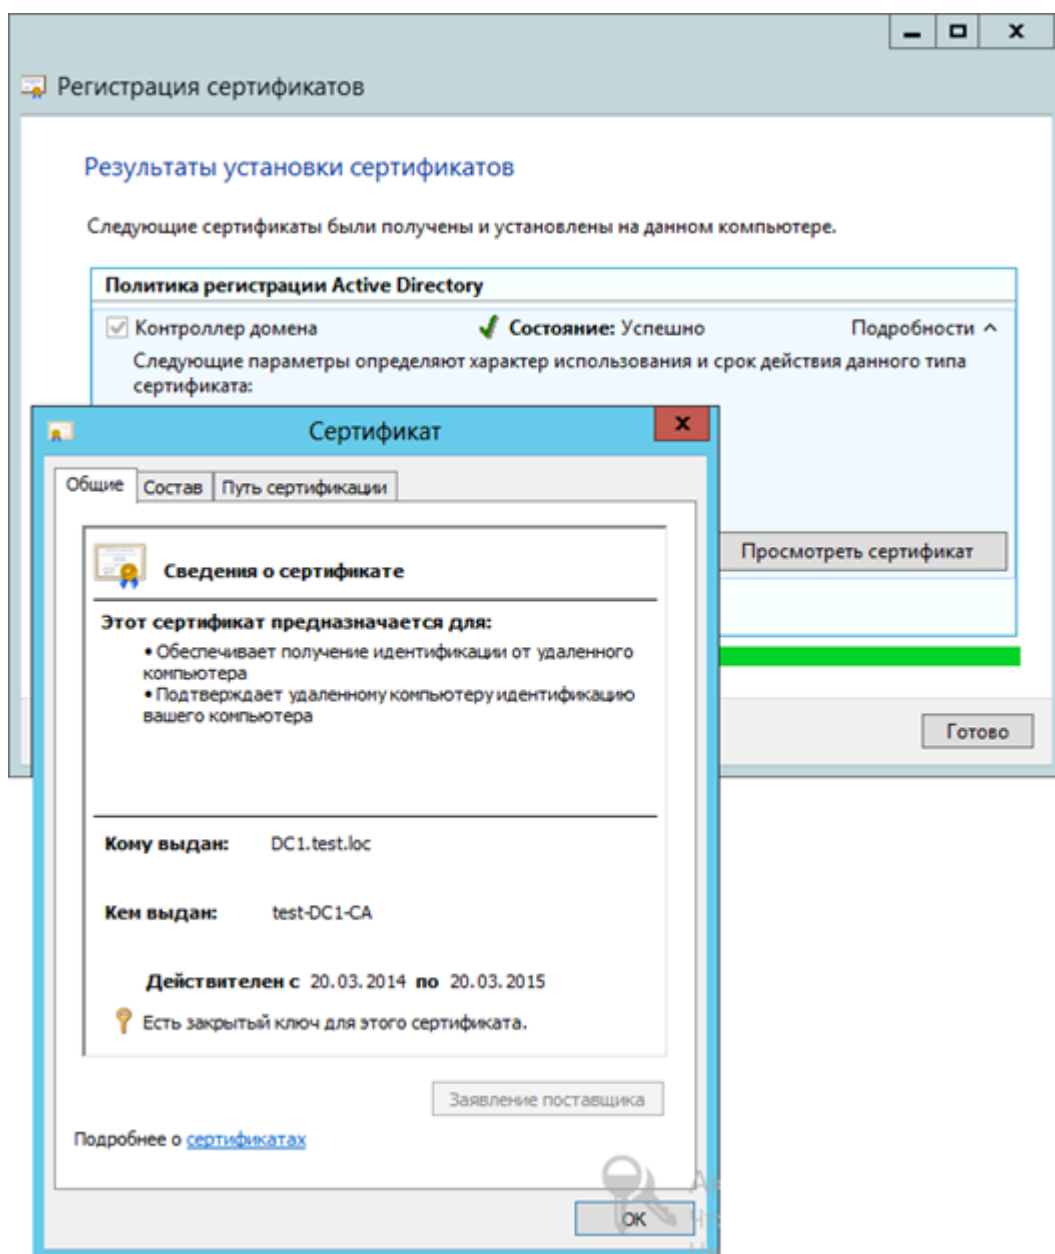 Регистрация сертификатов
Результаты установки сертификатов
Следующие сертификаты были получены и установлены на данном компьютере.
Политика регистрации Active Directory
Контроллер домена Состояние: Успешно Подробности
Следующие параметры определяют характер использования и срок действия данного типа
сертификата:
Просмотреть сертификат
Готово
Сертификат
Общие Состав Путь сертификации
Сведения о сертификате
Этот сертификат предназначается для:
• Обеспечивает получение идентификации от удаленного
компьютера
• Подтверждает удаленному компьютеру идентификацию
вашего компьютера
Кому выдан: DC1.test.loc
Кем выдан: test-DC1-CA
Действителен с 20.03.2014 по 20.03.2015
Есть закрытый ключ для этого сертификата.
Заявление поставщика
Подробнее о сертификатах
ОК